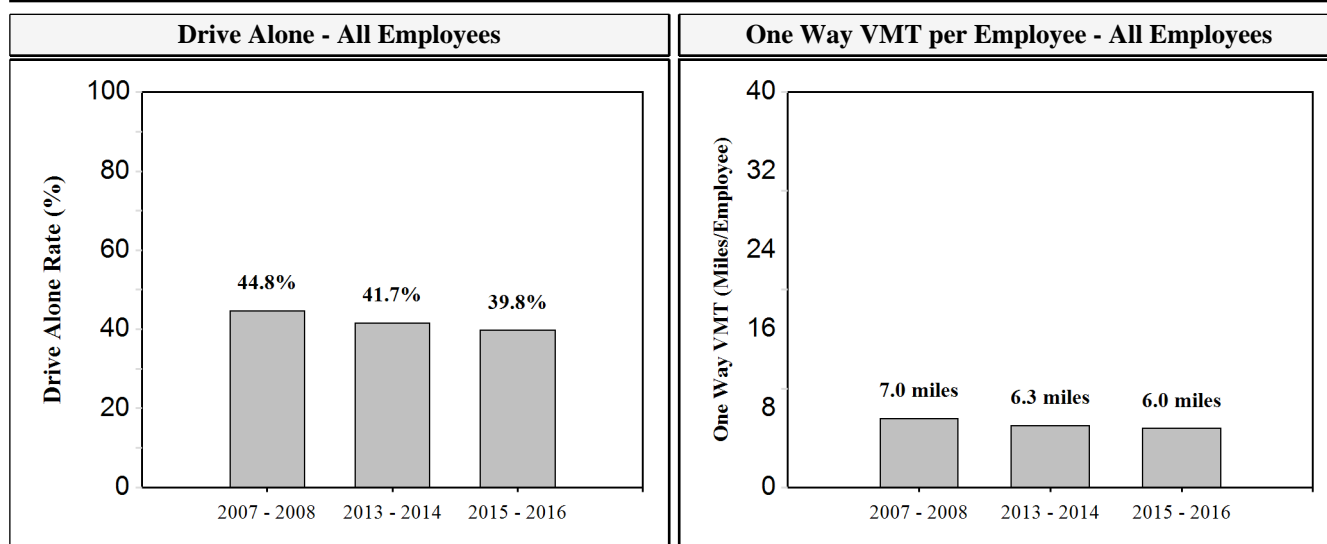 Drive Alone - All Employees
One Way VMT per Employee - All Employees
Drive Alone Rate (%)
100
80
60
40
20
0
44.8%
41.7%
39.8%
2007 - 2008
2013 - 2014
2015 - 2016
One Way VMT (Miles/Employee)
40
32
24
16
8
0
7.0 miles
6.3 miles
6.0 miles
2007 - 2008
2013 - 2014
2015 - 2016